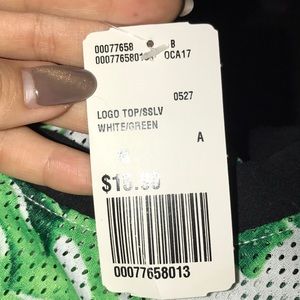 00077658 B
OCA17
0527
LOGO TOP/SSLV
WHITE/GREEN
A
00077658013